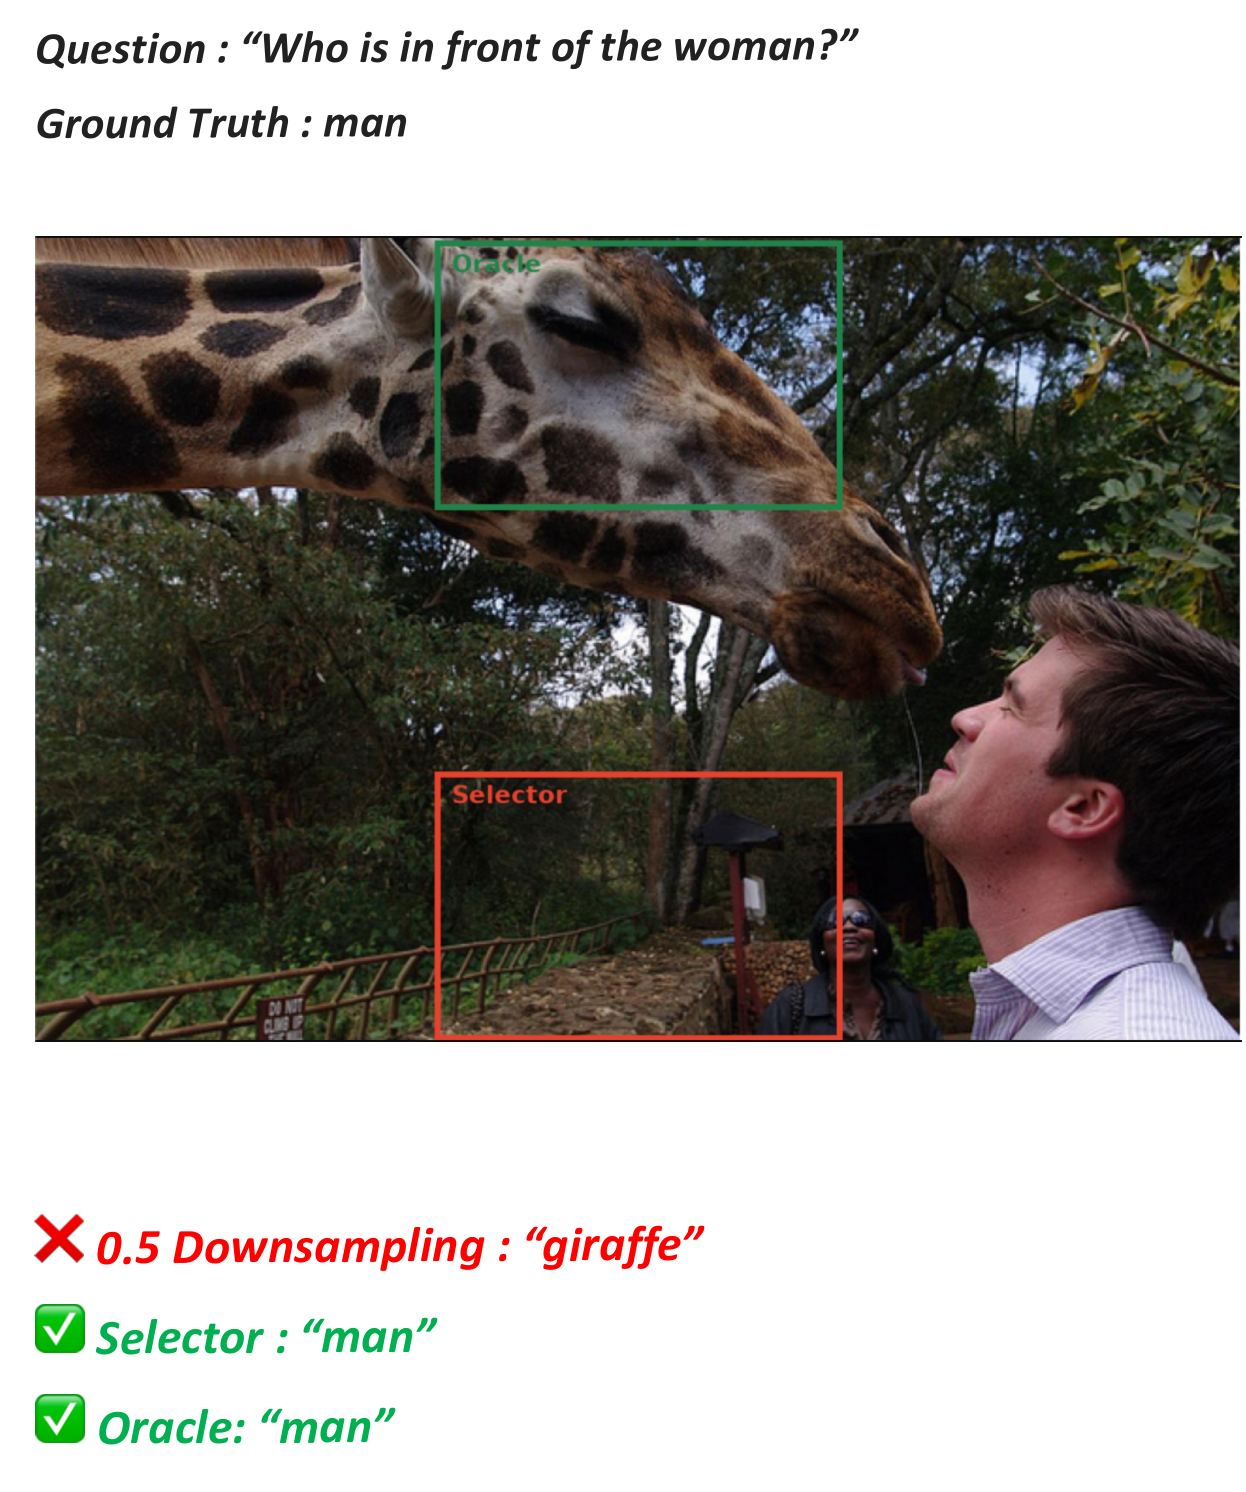 Question : “Who is in front of the woman?”
Ground Truth : man
Oracle
Selector
DO NOT
CLIMB UP
0.5 Downsampling : “giraffe”
Selector : “man”
Oracle: “man”